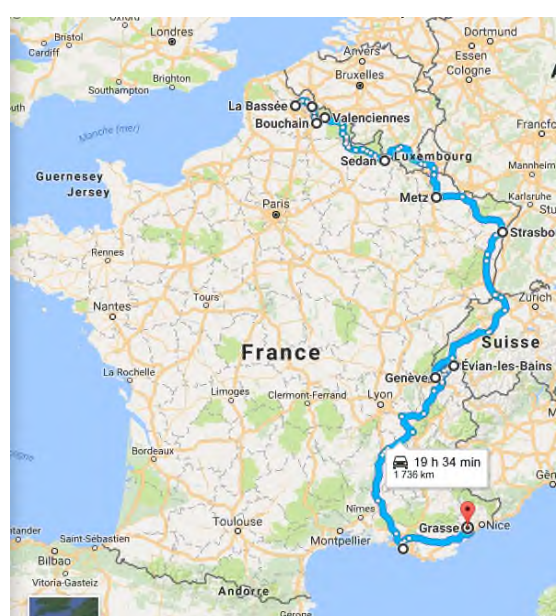 Oxford
Bristol
Cardiff
Londres
Southampton
Brighton
Dortmund
Essen
Cologne
Anvers
Bruxelles
La Bassée
Valenciennes
Bouchain
Manche (mer)
Sedan
Luxembourg
Mannheim
Guernesey
Jersey
Paris
Metz
Karlsruhe
Strasbo
Rennes
Nantes
Tours
Zurich
Suisse
France
Évian-les-Bains
Genève
La Rochelle
Limoges
Clermont-Ferrand
Lyon
Bordeaux
19 h 34 min
1 736 km
Nîmes
Grasse
Nice
Toulouse
Montpellier
Saint-Sébastien
Bilbao
Vitoria-Gasteiz
Andorre
Gérone